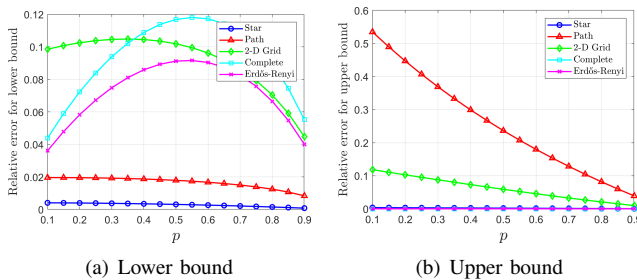 Relative error for lower bound
0.12
0.1
0.08
0.06
0.04
0.02
0
0.1 0.2 0.3 0.4 0.5 0.6 0.7 0.8 0.9
p
Star
Path
2-D Grid
Complete
Erdős-Renyi
(a) Lower bound
Relative error for upper bound
0.6
0.5
0.4
0.3
0.2
0.1
0
0.1 0.2 0.3 0.4 0.5 0.6 0.7 0.8 0.9
p
Star
Path
2-D Grid
Complete
Erdős-Renyi
(b) Upper bound